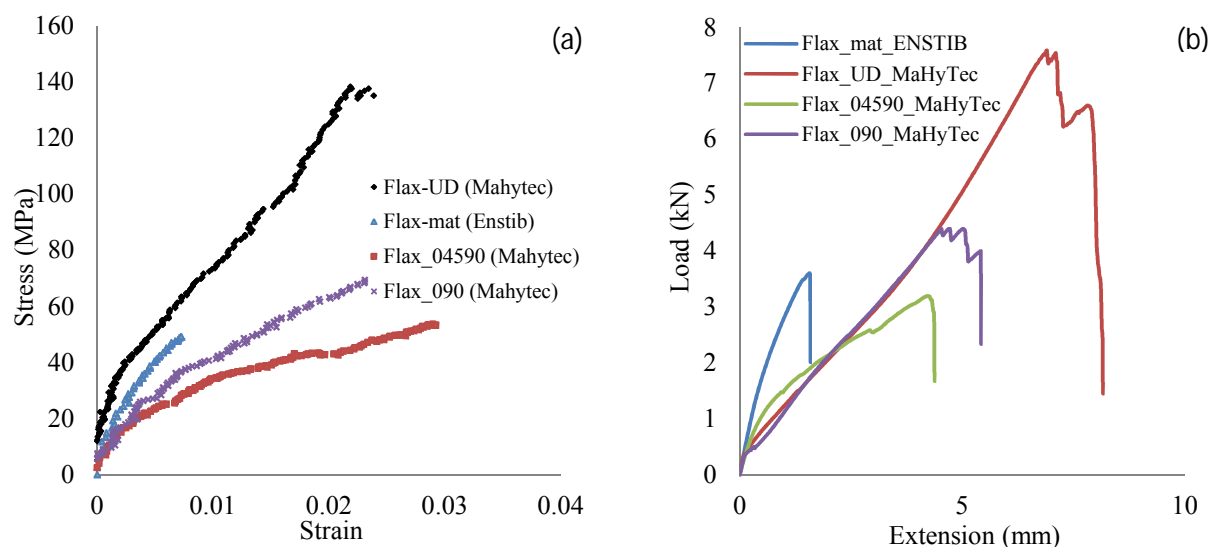 (a)
Stress (MPa)
160
140
120
100
80
60
40
20
0
Flax-UD (Mahytec)
Flax-mat (Enstib)
Flax_04590 (Mahytec)
Flax_090 (Mahytec)
0 0.01 0.02 0.03 0.04
Strain
(b)
Load (kN)
8
7
6
5
4
3
2
1
0
Flax_mat_ENSTIB
Flax_UD_MaHyTec
Flax_04590_MaHyTec
Flax_090_MaHyTec
0 5 10
Extension (mm)